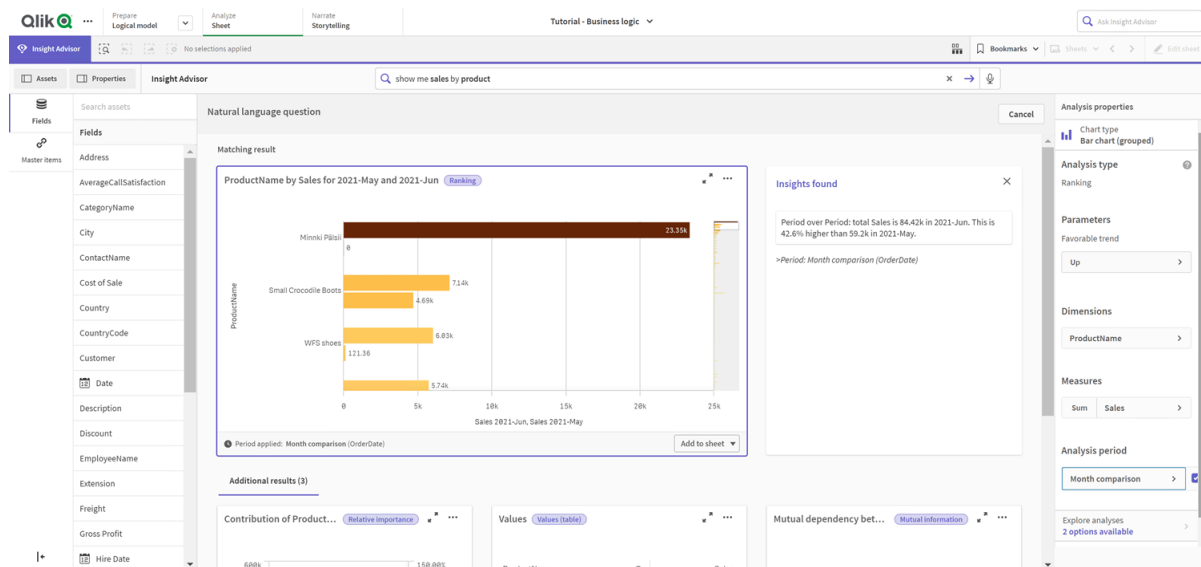 Qlik
Prepare
Logical model
Analyze
Sheet
Narrate
Storytelling
Tutorial - Business logic
Ask Insight Advisor
Insight Advisor
No selections applied
Bookmarks
Sheets
Edit sheet
Assets
Properties
Insight Advisor
show me sales by product
Fields
Master items
Search assets
Fields
Address
AverageCallSatisfaction
CategoryName
City
ContactName
Cost of Sale
Country
CountryCode
Customer
Date
Description
Discount
EmployeeName
Extension
Freight
Gross Profit
Hire Date
Natural language question
Cancel
Matching result
ProductName by Sales for 2021-May and 2021-Jun
Ranking
ProductName
Minnki Pälsii
23.35k
0
Small Crocodile Boots
7.14k
4.69k
WFS shoes
6.03k
121.36
5.74k
0 5k 10k 15k 20k 25k
Sales 2021-Jun, Sales 2021-May
Period applied: Month comparison (OrderDate)
Add to sheet
Insights found
Period over Period: total Sales is 84.42k in 2021-Jun. This is
42.6% higher than 59.2k in 2021-May.
>Period: Month comparison (OrderDate)
Additional results (3)
Contribution of Product...
Relative importance
600k
150.00%
Values
Values (table)
Mutual dependency bet...
Mutual information
Analysis properties
Chart type
Bar chart (grouped)
Analysis type
Ranking
Parameters
Favorable trend
Up
Dimensions
ProductName
Measures
Sum Sales
Analysis period
Month comparison
Explore analyses
2 options available